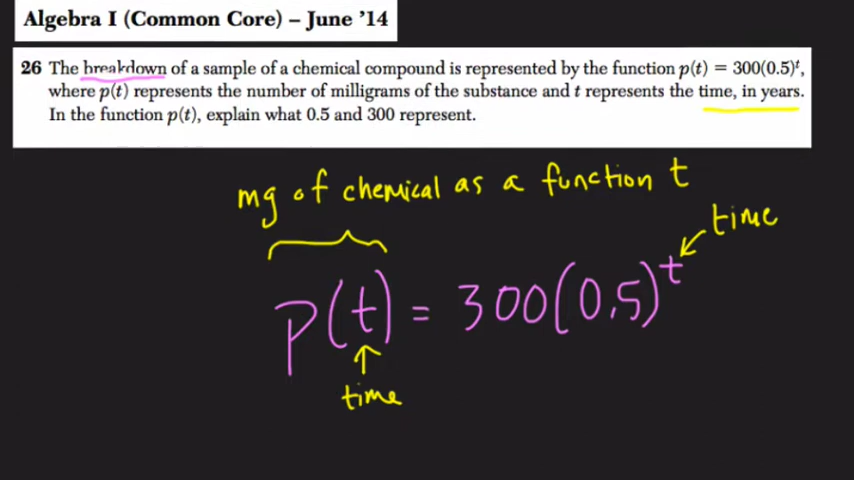 Algebra I (Common Core) – June ’14
26 The breakdown of a sample of a chemical compound is represented by the function p(t) = 300(0.5)^t,
where p(t) represents the number of milligrams of the substance and t represents the time, in years.
In the function p(t), explain what 0.5 and 300 represent.
mg of chemical as a function t
time
P(t) = 300(0.5)^t
time